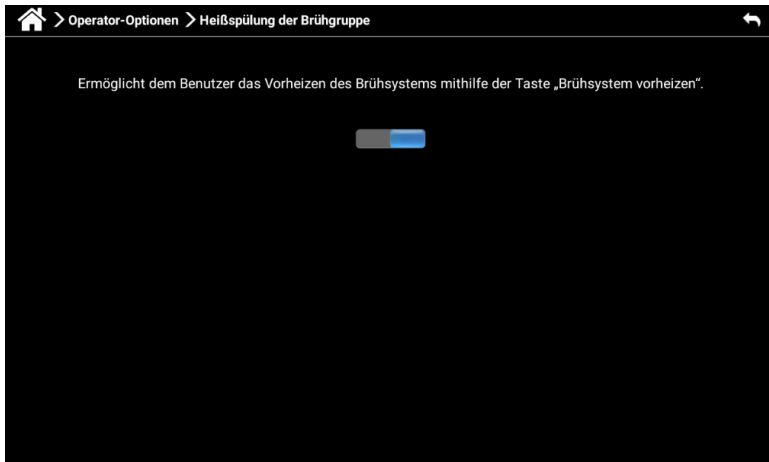 Operator-Optionen Heißspülung der Brühgruppe
Ermöglicht dem Benutzer das Vorheizen des Brühsystems mithilfe der Taste „Brühsystem vorheizen“.